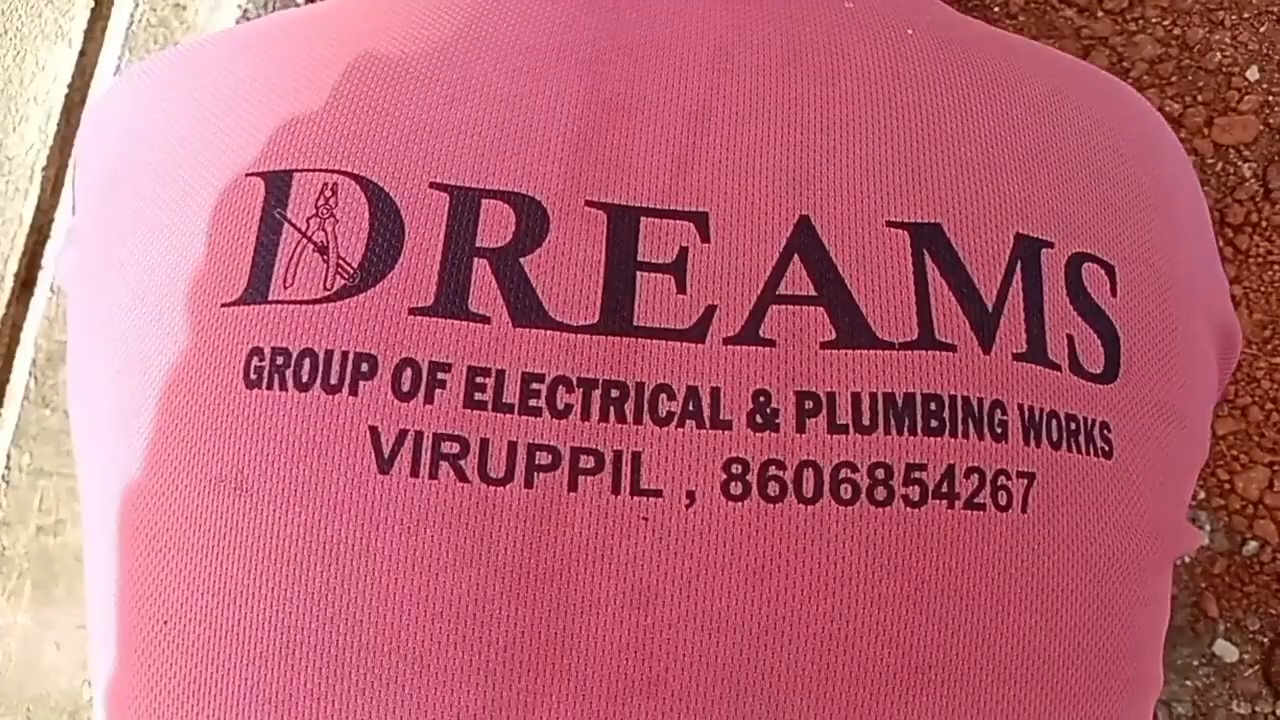 DREAMS
GROUP OF ELECTRICAL & PLUMBING WORKS
VIRUPPIL , 8606854267